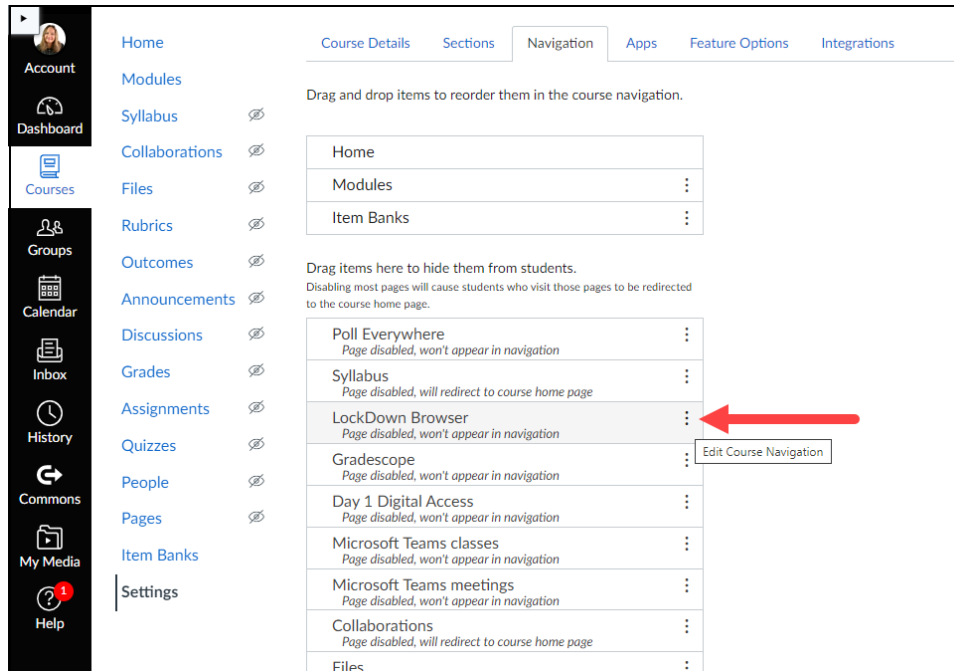 Account
Dashboard
Courses
Groups
Calendar
Inbox
History
Commons
My Media
1
Help
Home
Modules
Syllabus
Collaborations
Files
Rubrics
Outcomes
Announcements
Discussions
Grades
Assignments
Quizzes
People
Pages
Item Banks
Settings
Course Details Sections Navigation Apps Feature Options Integrations
Drag and drop items to reorder them in the course navigation.
Home
Modules
Item Banks
Drag items here to hide them from students.
Disabling most pages will cause students who visit those pages to be redirected
to the course home page.
Poll Everywhere
Page disabled, won't appear in navigation
Syllabus
Page disabled, will redirect to course home page
LockDown Browser
Page disabled, won't appear in navigation
Edit Course Navigation
Gradescope
Page disabled, won't appear in navigation
Day 1 Digital Access
Page disabled, won't appear in navigation
Microsoft Teams classes
Page disabled, won't appear in navigation
Microsoft Teams meetings
Page disabled, won't appear in navigation
Collaborations
Page disabled, will redirect to course home page
Files